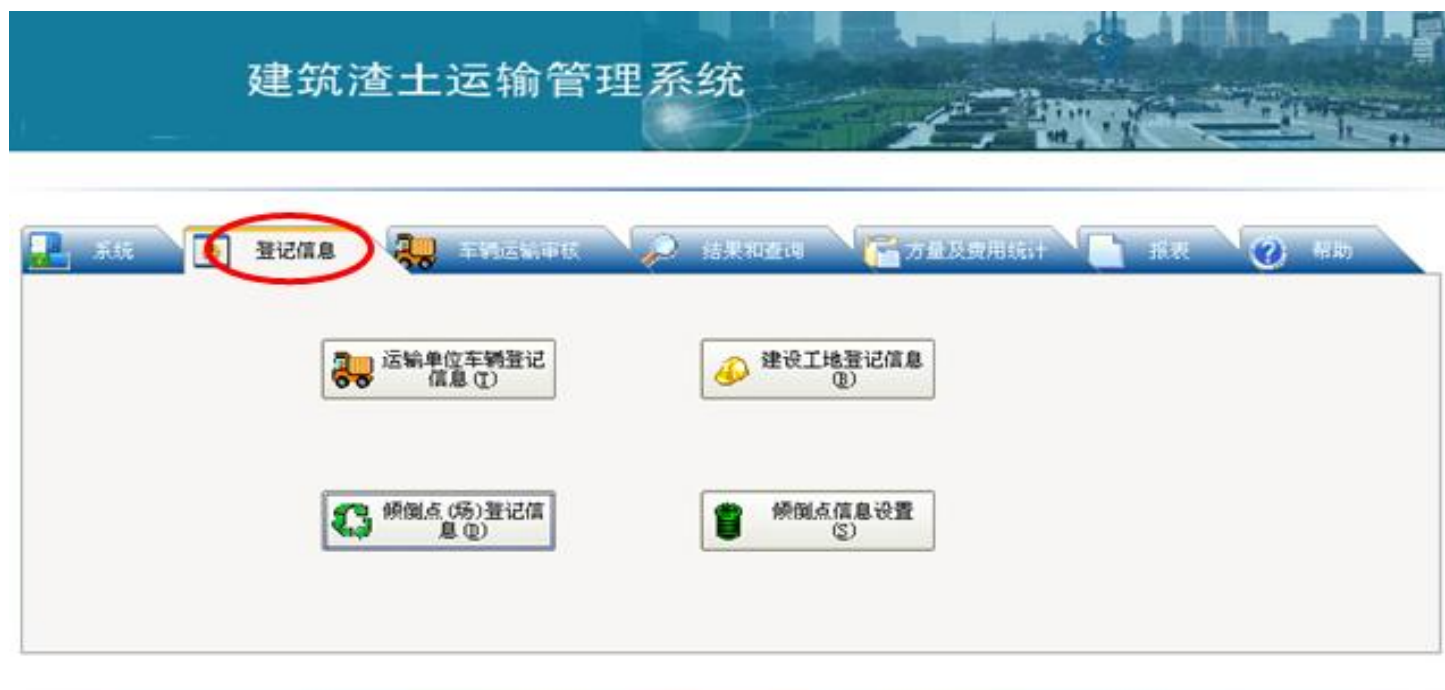 建筑渣土运输管理系统
系统 登记信息 车辆运输审核 结果和查询 方量及费用统计 报表 帮助
运输单位车辆登记
信息(T)
建设工地登记信息
(B)
倾倒点(场)登记信
息(D)
倾倒点信息设置
(S)